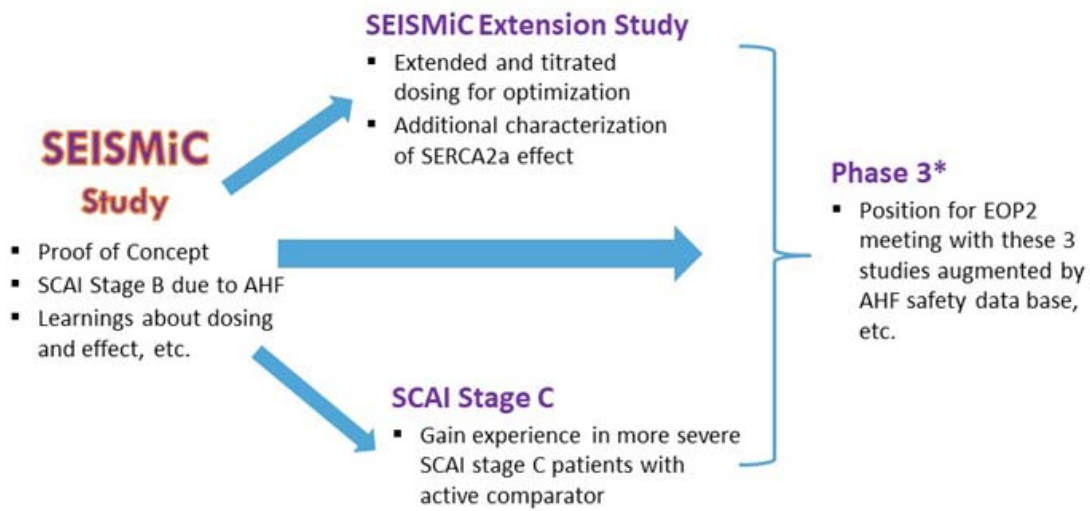 SEISMiC
Study
▪ Proof of Concept
▪ SCAI Stage B due to AHF
▪ Learnings about dosing
and effect, etc.
SEISMiC Extension Study
▪ Extended and titrated
dosing for optimization
▪ Additional characterization
of SERCA2a effect
SCAI Stage C
▪ Gain experience in more severe
SCAI stage C patients with
active comparator
Phase 3*
▪ Position for EOP2
meeting with these 3
studies augmented by
AHF safety data base,
etc.